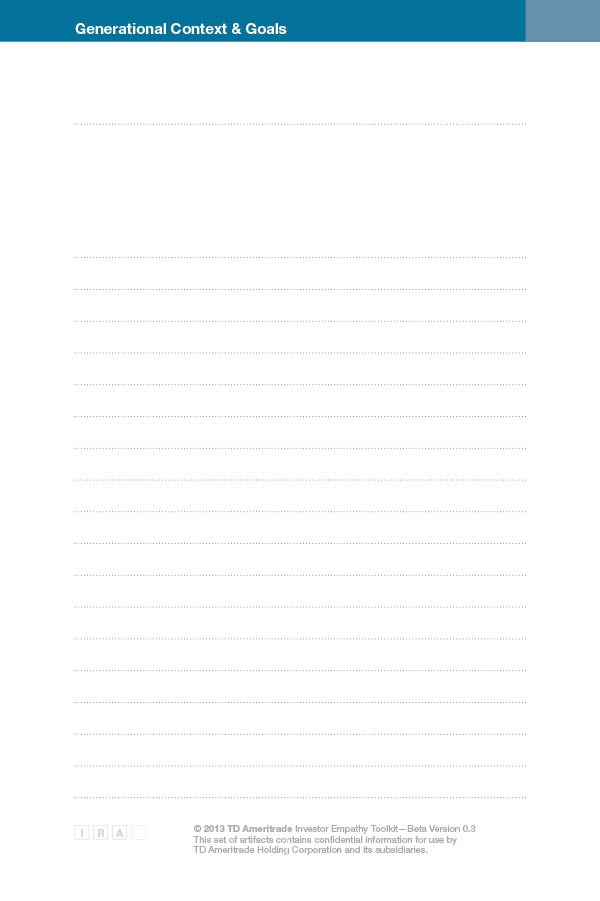 Generational Context & Goals
I R A
© 2013 TD Ameritrade Investor Empathy Toolkit—Beta Version 0.3
This set of artifacts contains confidential information for use by
TD Ameritrade Holding Corporation and its subsidiaries.